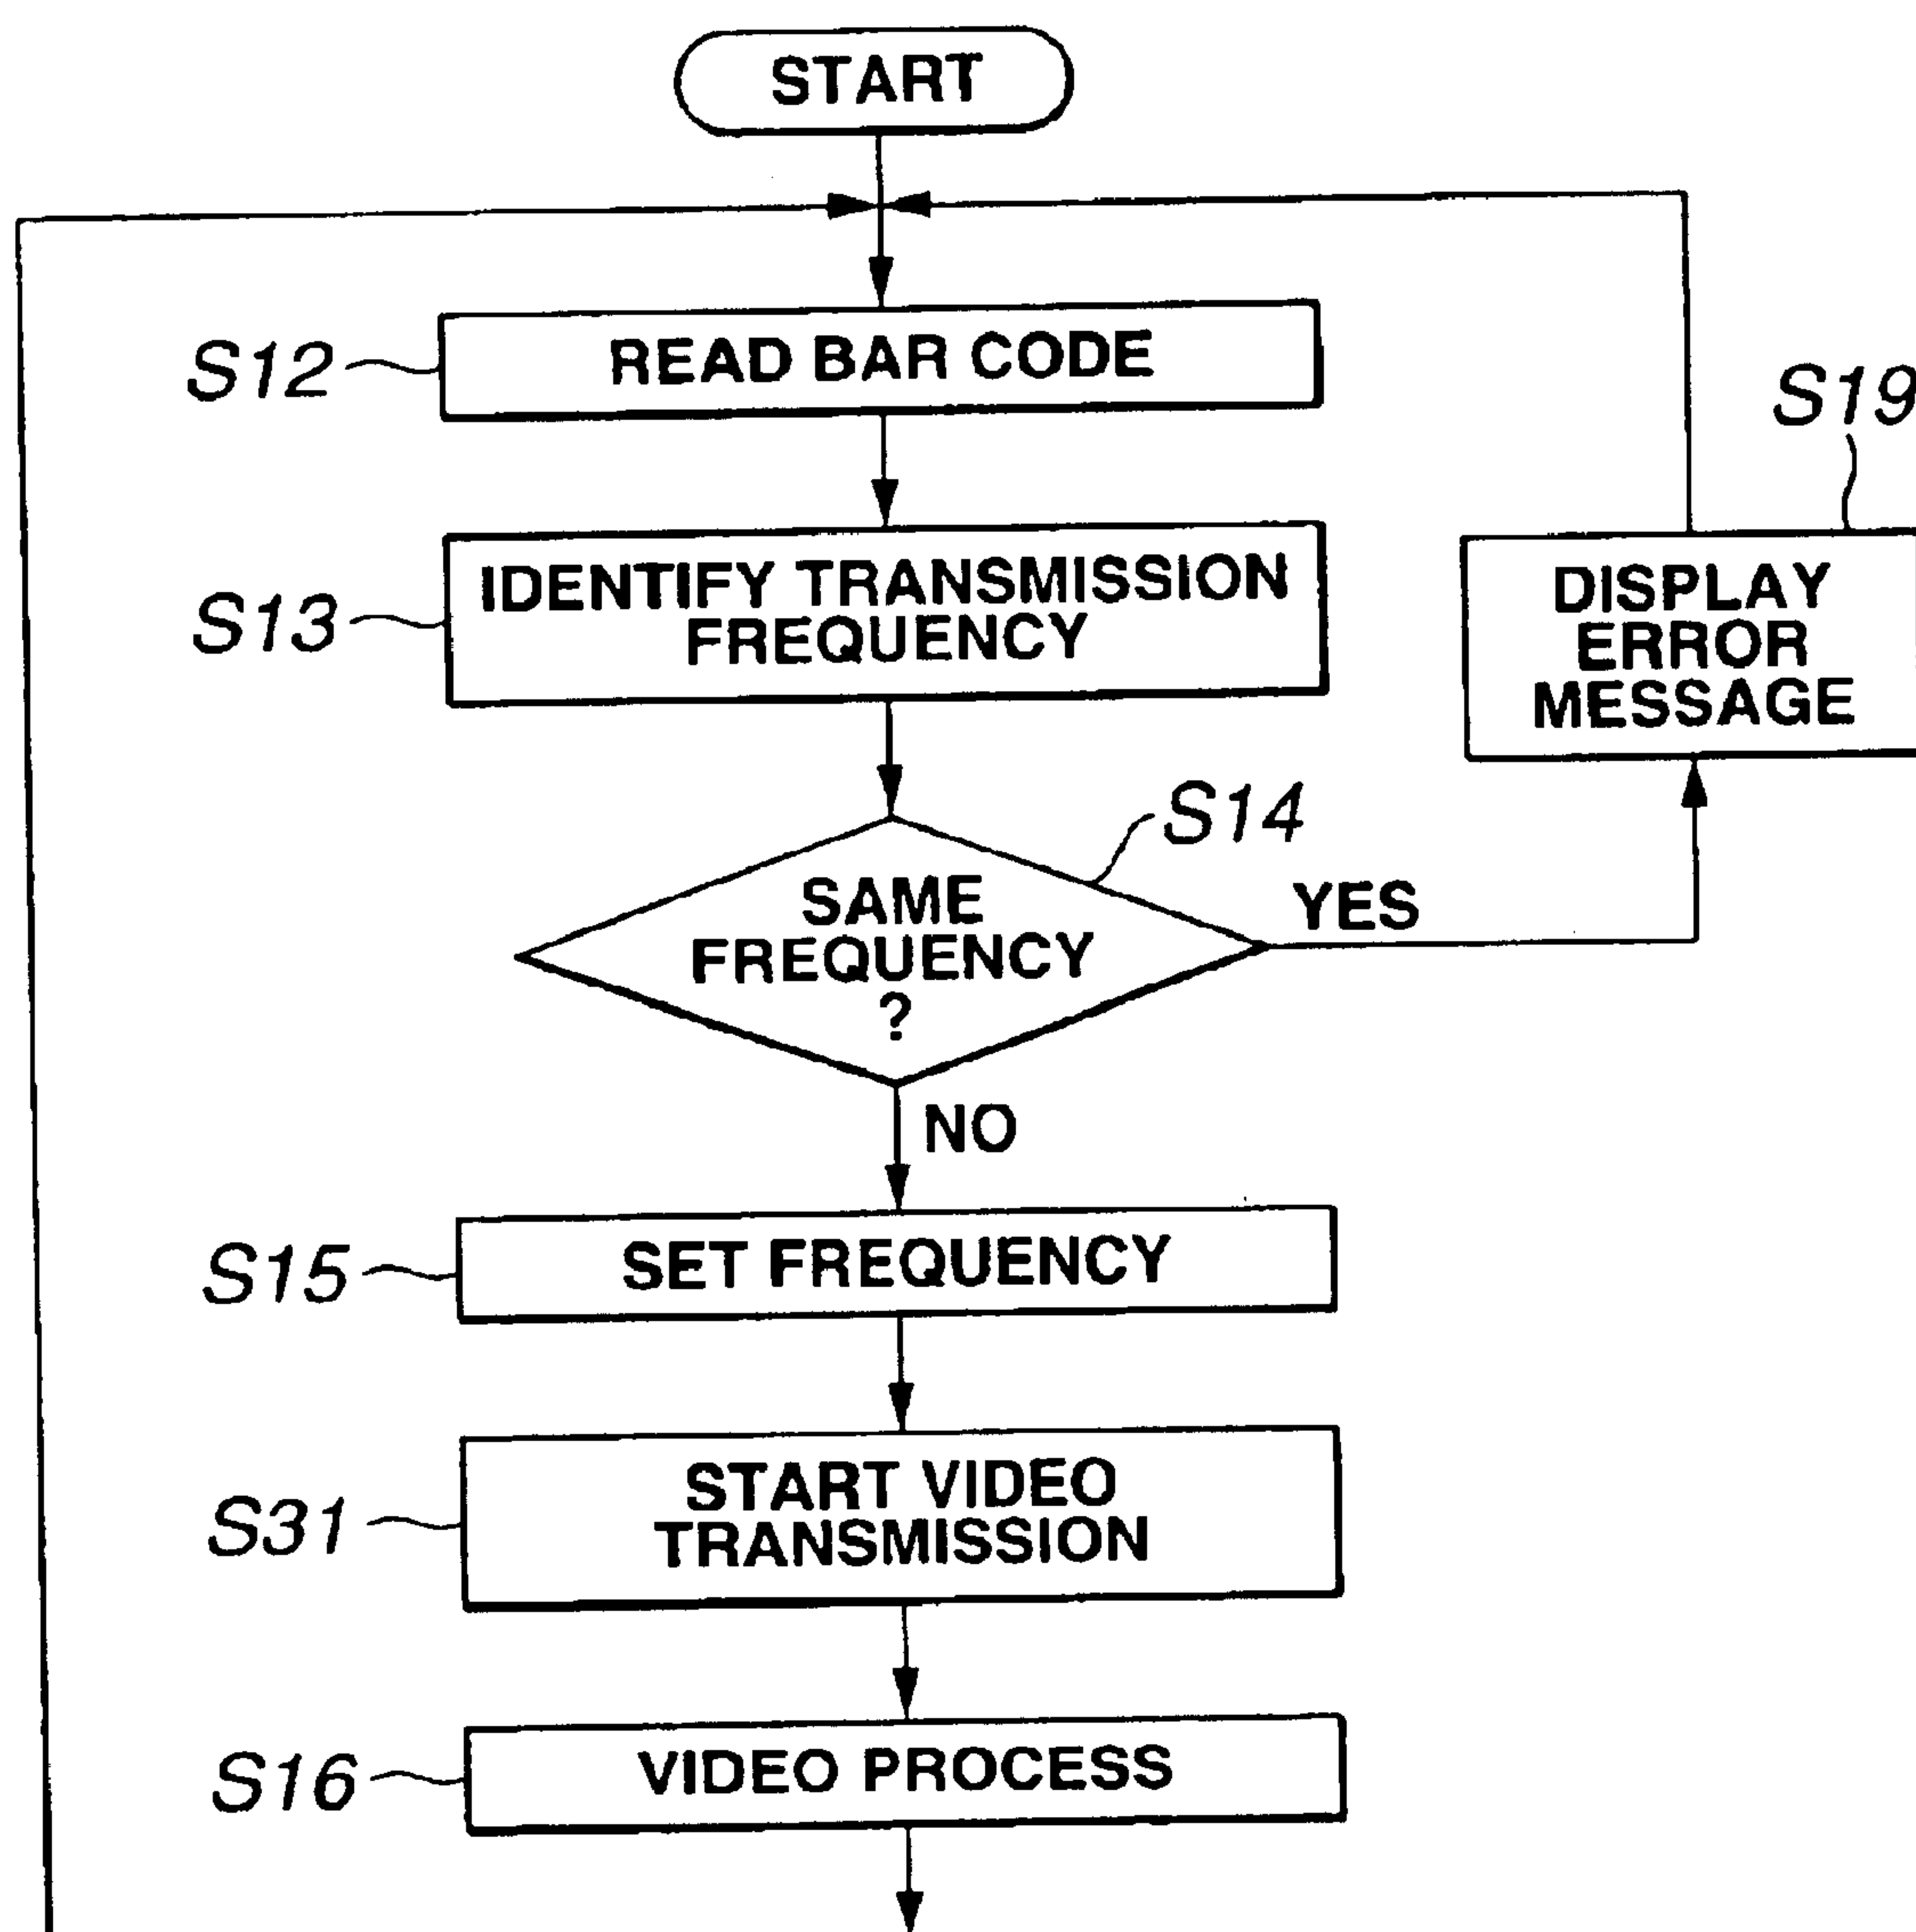 START
S12
READ BAR CODE
S19
S13
IDENTIFY TRANSMISSION
FREQUENCY
DISPLAY
ERROR
MESSAGE
S14
SAME
FREQUENCY
?
YES
NO
S15
SET FREQUENCY
S31
START VIDEO
TRANSMISSION
S16
VIDEO PROCESS